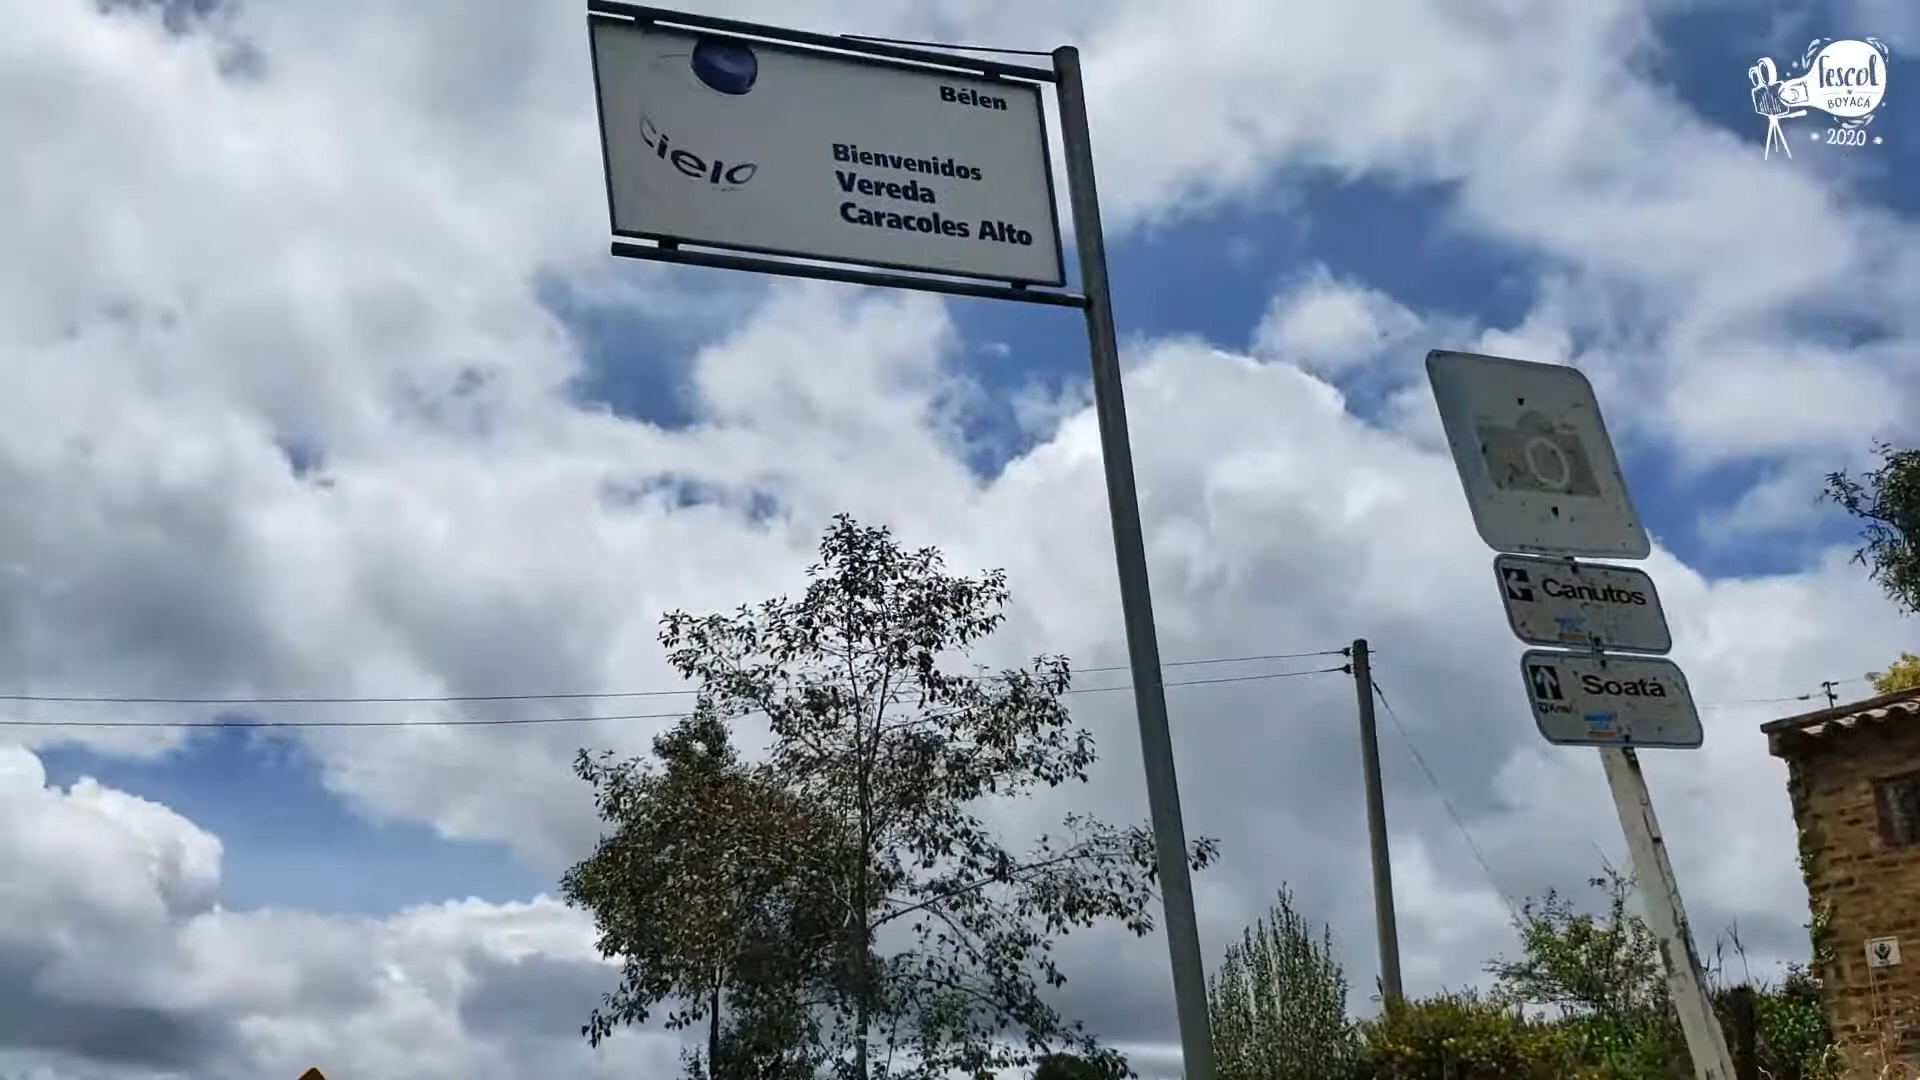 Bélen
Cielo
Bienvenidos
Vereda
Caracoles Alto
Canutos
Soatá
fescol
BOYACÁ
2020